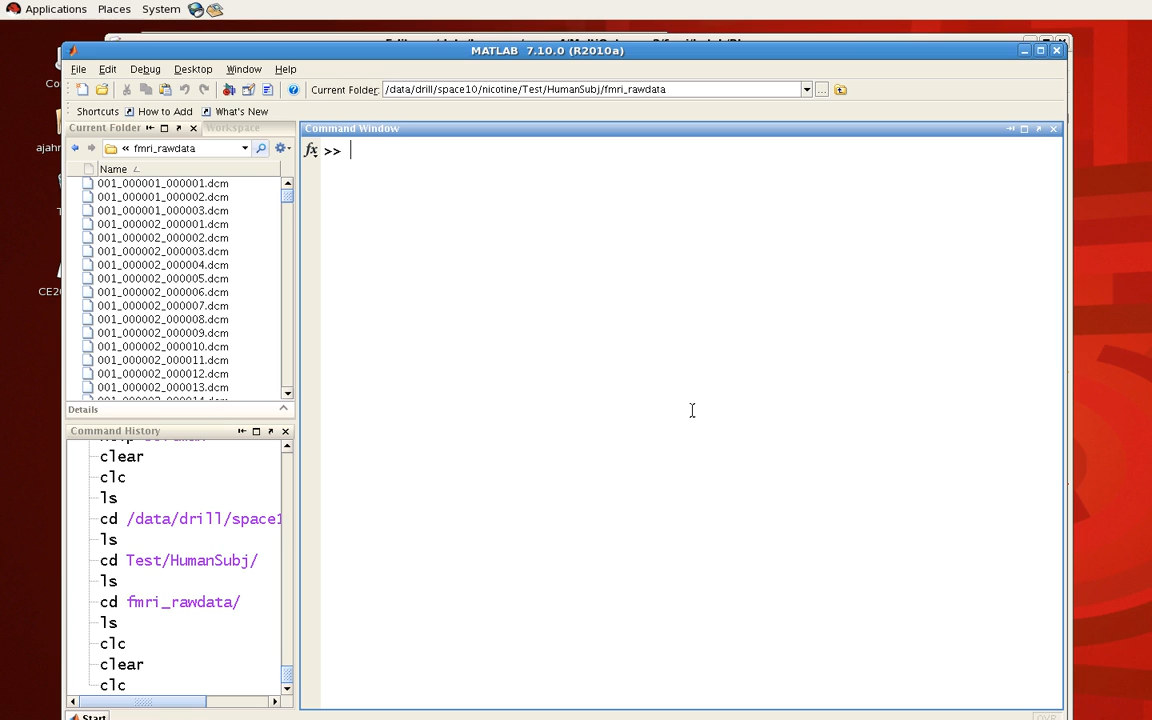 Applications Places System
MATLAB 7.10.0 (R2010a)
File Edit Debug Desktop Window Help
Current Folder: /data/drill/space10/nicotine/Test/HumanSubj/fmri_rawdata
Shortcuts How to Add What's New
Current Folder Workspace
« fmri_rawdata
Name
001_000001_000001.dcm
001_000001_000002.dcm
001_000001_000003.dcm
001_000002_000001.dcm
001_000002_000002.dcm
001_000002_000003.dcm
001_000002_000004.dcm
001_000002_000005.dcm
001_000002_000006.dcm
001_000002_000007.dcm
001_000002_000008.dcm
001_000002_000009.dcm
001_000002_000010.dcm
001_000002_000011.dcm
001_000002_000012.dcm
001_000002_000013.dcm
Details
Command History
clear
clc
ls
cd /data/drill/space1
ls
cd Test/HumanSubj/
ls
cd fmri_rawdata/
ls
clc
clear
clc
Start
Command Window
fx >>
OVR
Co
ajahr
CE20